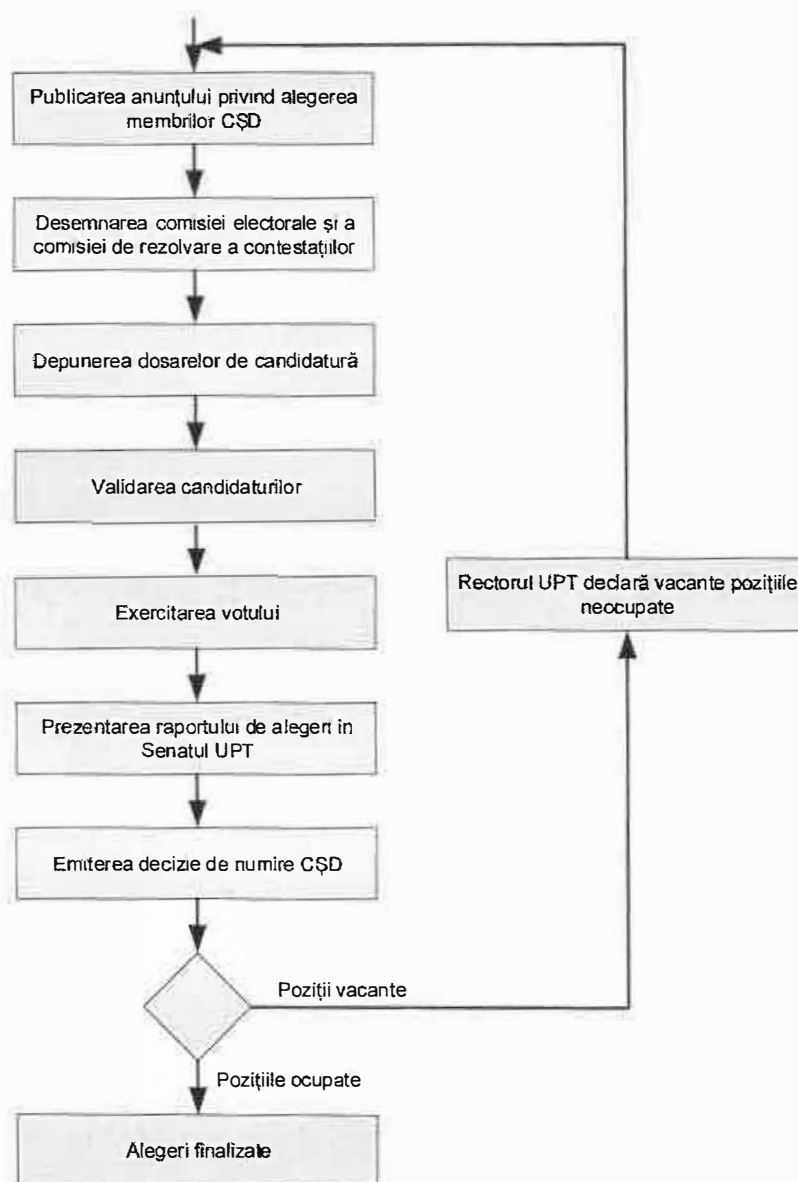 Publicarea anunțului privind alegerea
membrilor CȘD
Desemnarea comisiei electorale și a
comisiei de rezolvare a contestațiilor
Depunerea dosarelor de candidatură
Validarea candidaturilor
Exercitarea votului
Prezentarea raportului de alegeri în
Senatul UPT
Emiterea decizie de numire CȘD
Poziții vacante
Pozițiile ocupate
Alegeri finalizate
Rectorul UPT declară vacante pozițiile
neocupate